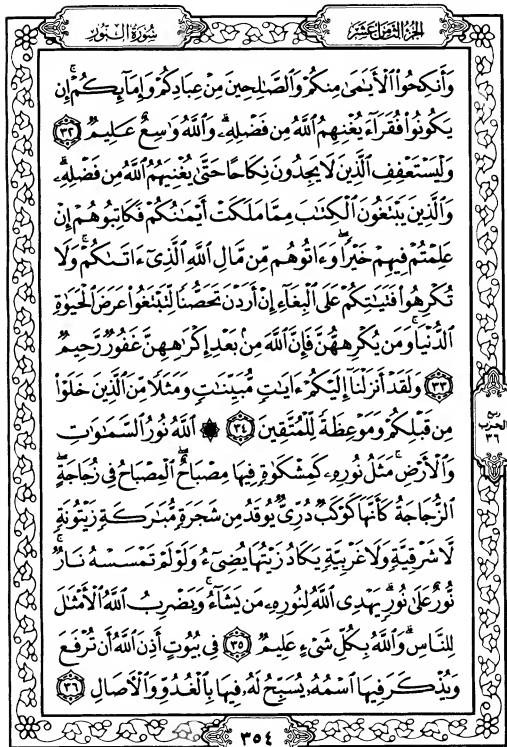 الجزء الثامن عشر
سورة النور
وَأَنكِحُوا۟ ٱلْأَيَـٰمَىٰ مِنكُمْ وَٱلصَّـٰلِحِينَ مِنْ عِبَادِكُمْ وَإِمَآئِكُمْ ۚ إِن
يَكُونُوا۟ فُقَرَآءَ يُغْنِهِمُ ٱللَّهُ مِن فَضْلِهِۦ ۗ وَٱللَّهُ وَٰسِعٌ عَلِيمٌ ٣٢
وَلْيَسْتَعْفِفِ ٱلَّذِينَ لَا يَجِدُونَ نِكَاحًا حَتَّىٰ يُغْنِيَهُمُ ٱللَّهُ مِن فَضْلِهِۦ ۗ
وَٱلَّذِينَ يَبْتَغُونَ ٱلْكِتَـٰبَ مِمَّا مَلَكَتْ أَيْمَـٰنُكُمْ فَكَاتِبُوهُمْ إِنْ
عَلِمْتُمْ فِيهِمْ خَيْرًا ۖ وَءَاتُوهُم مِّن مَّالِ ٱللَّهِ ٱلَّذِىٓ ءَاتَىٰكُمْ ۚ وَلَا
تُكْرِهُوا۟ فَتَيَـٰتِكُمْ عَلَى ٱلْبِغَآءِ إِنْ أَرَدْنَ تَحَصُّنًا لِّتَبْتَغُوا۟ عَرَضَ ٱلْحَيَوٰةِ
ٱلدُّنْيَا ۚ وَمَن يُكْرِههُّنَّ فَإِنَّ ٱللَّهَ مِنۢ بَعْدِ إِكْرَٰهِهِنَّ غَفُورٌ رَّحِيمٌ
٣٣ وَلَقَدْ أَنزَلْنَآ إِلَيْكُمْ ءَايَـٰتٍ مُّبَيِّنَـٰتٍ وَمَثَلًا مِّنَ ٱلَّذِينَ خَلَوْا۟
مِن قَبْلِكُمْ وَمَوْعِظَةً لِّلْمُتَّقِينَ ٣٤ ۞ ٱللَّهُ نُورُ ٱلسَّمَـٰوَٰتِ
وَٱلْأَرْضِ ۚ مَثَلُ نُورِهِۦ كَمِشْكَوٰةٍ فِيهَا مِصْبَاحٌ ۖ ٱلْمِصْبَاحُ فِى زُجَاجَةٍ ۖ
ٱلزُّجَاجَةُ كَأَنَّهَا كَوْكَبٌ دُرِّىٌّ يُوقَدُ مِن شَجَرَةٍ مُّبَـٰرَكَةٍ زَيْتُونَةٍ
لَّا شَرْقِيَّةٍ وَلَا غَرْبِيَّةٍ يَكَادُ زَيْتُهَا يُضِىٓءُ وَلَوْ لَمْ تَمْسَسْهُ نَارٌ ۚ
نُّورٌ عَلَىٰ نُورٍ ۗ يَهْدِى ٱللَّهُ لِنُورِهِۦ مَن يَشَآءُ ۚ وَيَضْرِبُ ٱللَّهُ ٱلْأَمْثَـٰلَ
لِلنَّاسِ ۗ وَٱللَّهُ بِكُلِّ شَىْءٍ عَلِيمٌ ٣٥ فِى بُيُوتٍ أَذِنَ ٱللَّهُ أَن تُرْفَعَ
وَيُذْكَرَ فِيهَا ٱسْمُهُۥ يُسَبِّحُ لَهُۥ فِيهَا بِٱلْغُدُوِّ وَٱلْـَٔاصَالِ ٣٦
ربع
الحزب
٣٦
٣٥٤